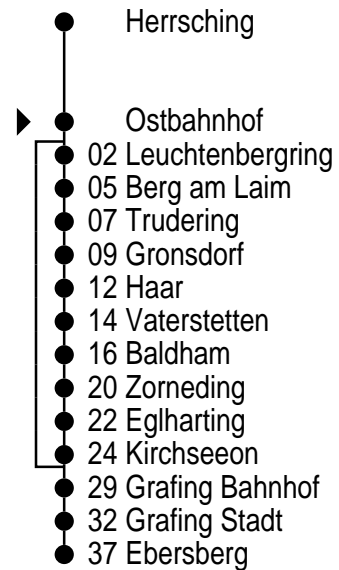 Herrsching
Ostbahnhof
02 Leuchtenbergring
05 Berg am Laim
07 Trudering
09 Gronsdorf
12 Haar
14 Vaterstetten
16 Baldham
20 Zorneding
22 Eglharting
24 Kirchseeon
29 Grafing Bahnhof
32 Grafing Stadt
37 Ebersberg